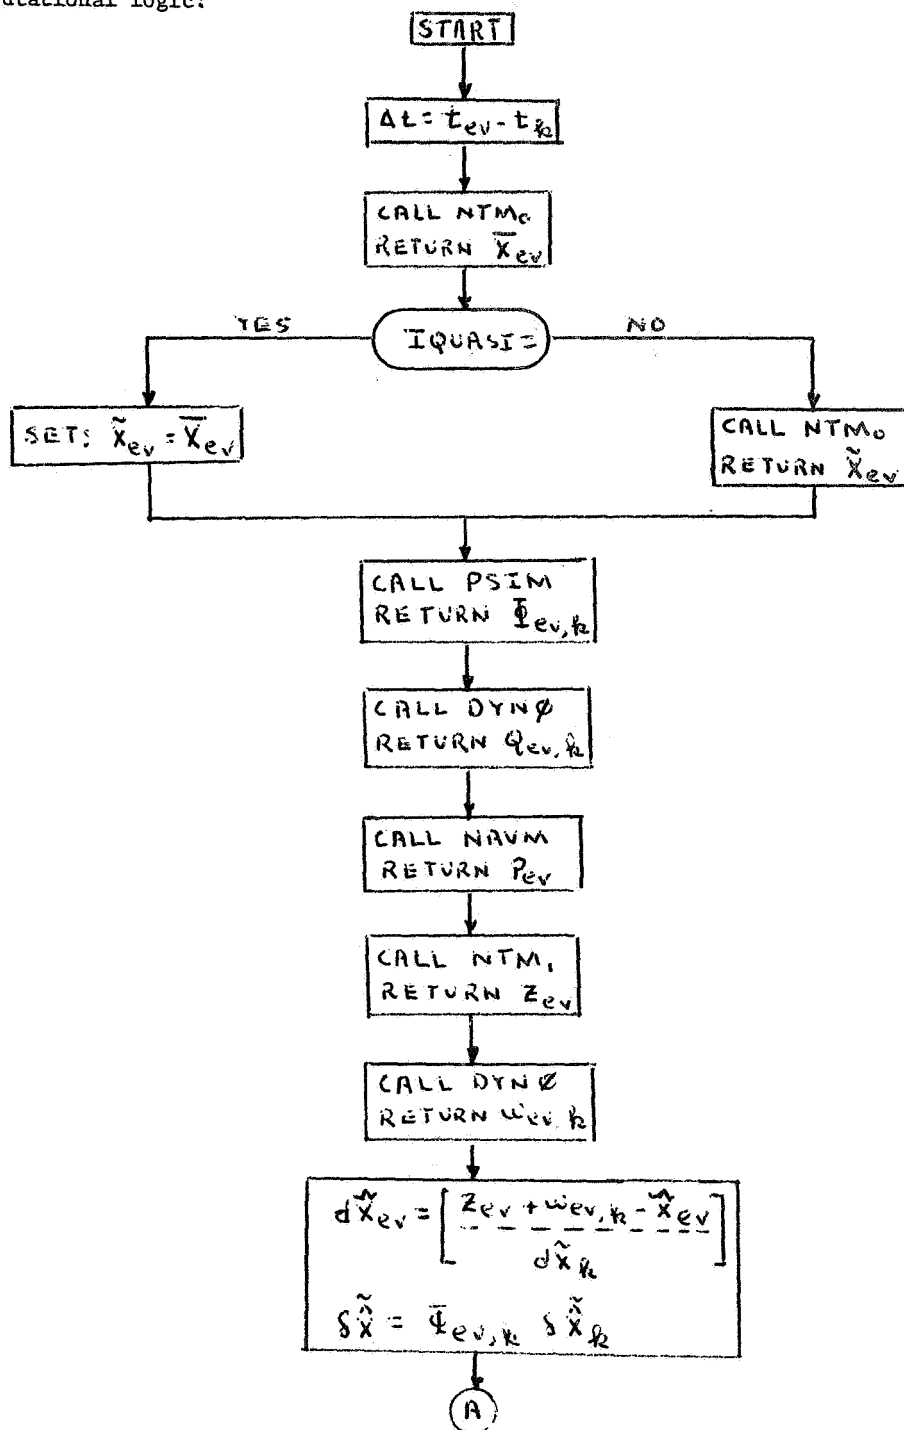 utational logic:
START
Δt = t_ev - t_k
CALL NTM₀
RETURN X̄_ev
IQUASI =
YES
NO
SET: X̃_ev = X̄_ev
CALL NTM₀
RETURN X̃_ev
CALL PSIM
RETURN Φ_ev,k
CALL DYNØ
RETURN Q_ev,k
CALL NAVM
RETURN P_ev
CALL NTM₁
RETURN Z_ev
CALL DYNØ
RETURN ω_ev,k
dX̃_ev = [ Z_ev + ω_ev,k - X̃_ev
dX̃_k ]
δX̃ = Φ_ev,k δX̃_k
A